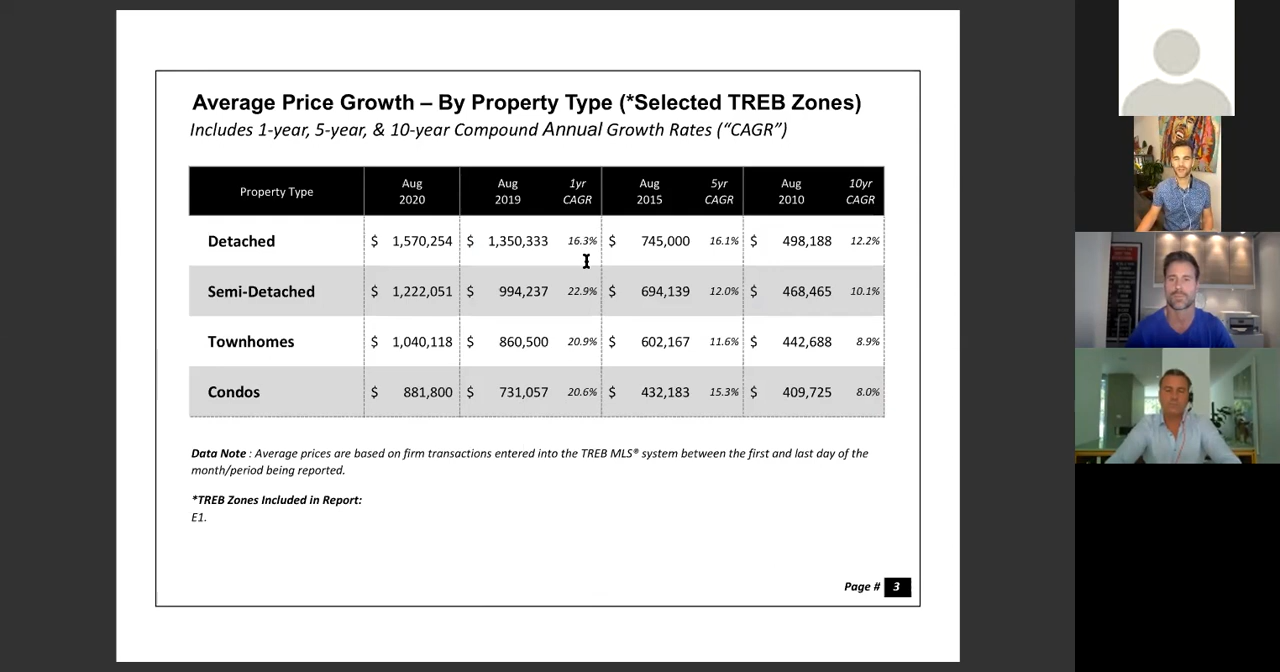 Average Price Growth – By Property Type (*Selected TREB Zones)
Includes 1-year, 5-year, & 10-year Compound Annual Growth Rates (“CAGR”)
Property Type Aug 2020 Aug 2019 1yr CAGR Aug 2015 5yr CAGR Aug 2010 10yr CAGR
Detached $ 1,570,254 $ 1,350,333 16.3% $ 745,000 16.1% $ 498,188 12.2%
Semi-Detached $ 1,222,051 $ 994,237 22.9% $ 694,139 12.0% $ 468,465 10.1%
Townhomes $ 1,040,118 $ 860,500 20.9% $ 602,167 11.6% $ 442,688 8.9%
Condos $ 881,800 $ 731,057 20.6% $ 432,183 15.3% $ 409,725 8.0%
Data Note : Average prices are based on firm transactions entered into the TREB MLS® system between the first and last day of the
month/period being reported.
*TREB Zones Included in Report:
E1.
Page # 3